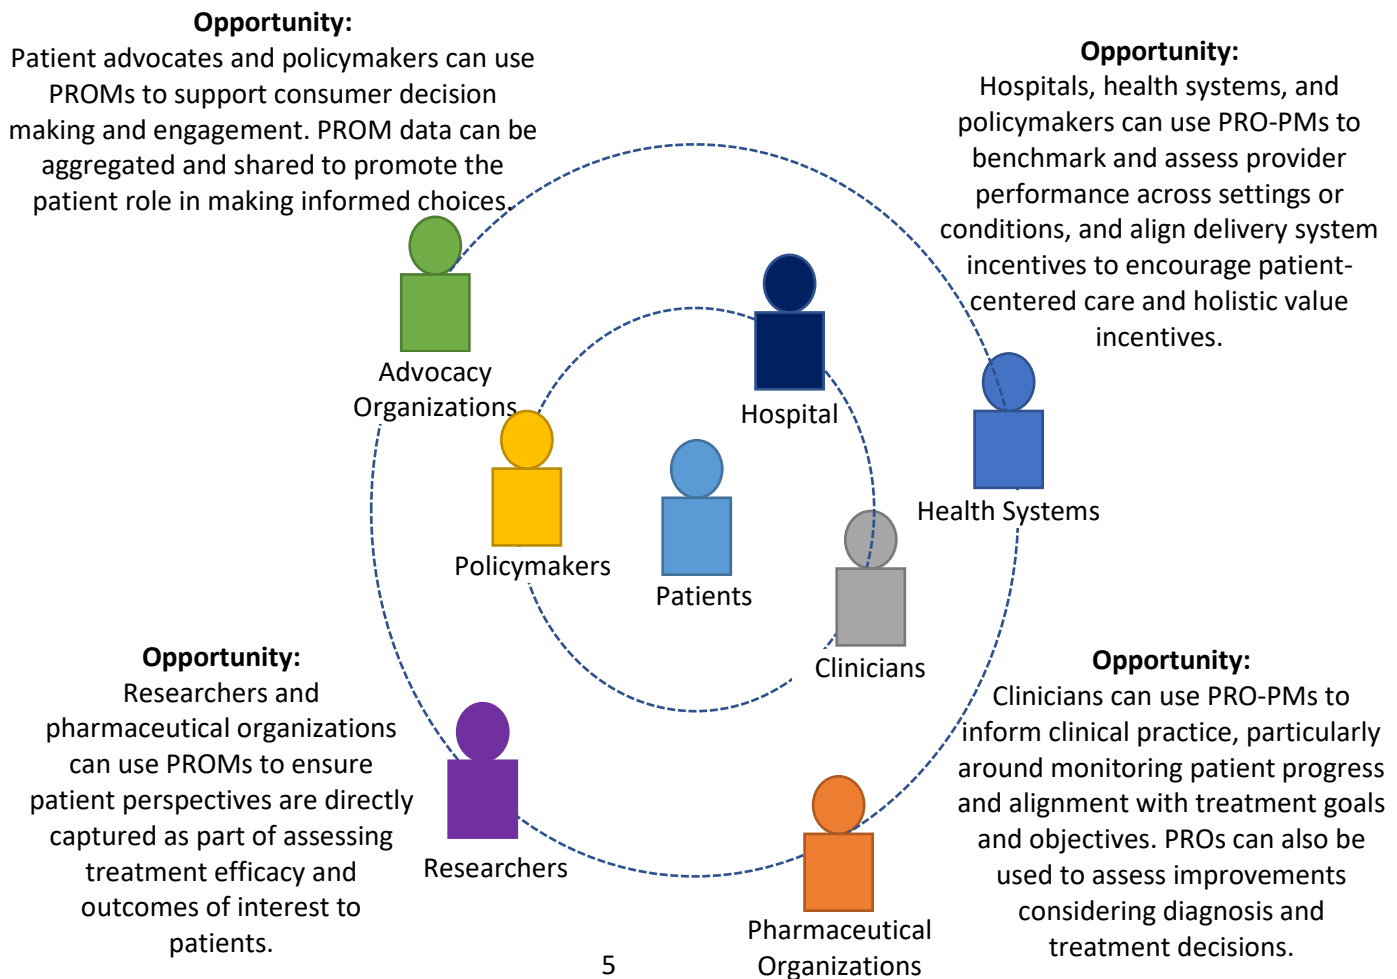 Opportunity:
Patient advocates and policymakers can use
PROMs to support consumer decision
making and engagement. PROM data can be
aggregated and shared to promote the
patient role in making informed choices.
Opportunity:
Hospitals, health systems, and
policymakers can use PRO-PMs to
benchmark and assess provider
performance across settings or
conditions, and align delivery system
incentives to encourage patient-
centered care and holistic value
incentives.
Advocacy
Organizations
Hospital
Health Systems
Policymakers
Patients
Clinicians
Opportunity:
Researchers and
pharmaceutical organizations
can use PROMs to ensure
patient perspectives are directly
captured as part of assessing
treatment efficacy and
outcomes of interest to
patients.
Researchers
Pharmaceutical
Organizations
Opportunity:
Clinicians can use PRO-PMs to
inform clinical practice, particularly
around monitoring patient progress
and alignment with treatment goals
and objectives. PROs can also be
used to assess improvements
considering diagnosis and
treatment decisions.
5